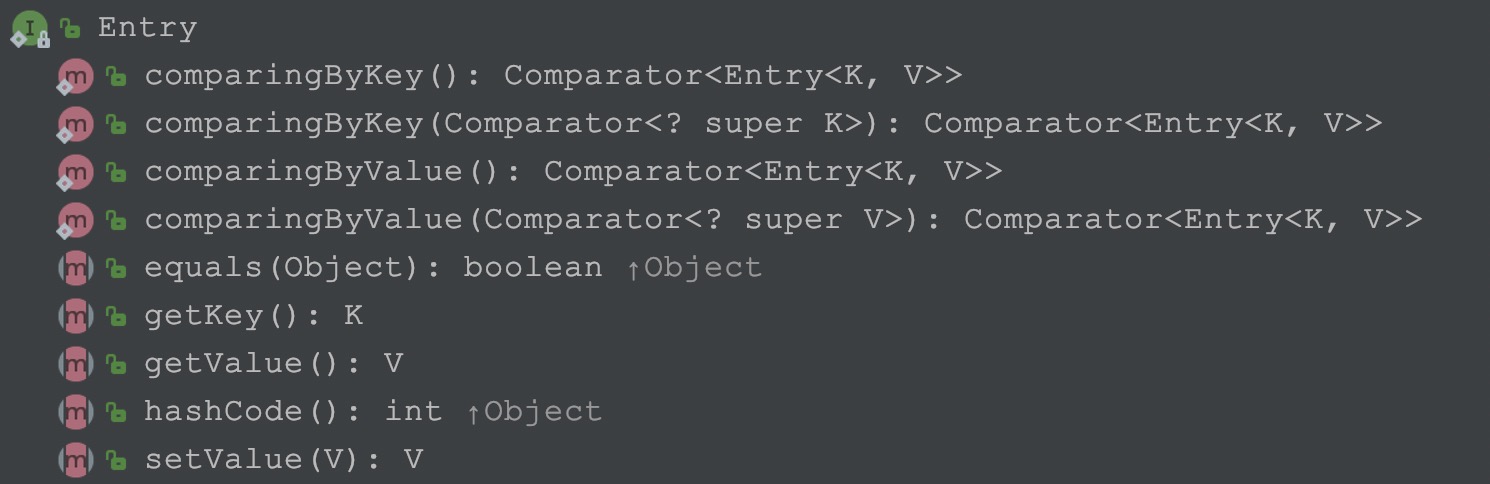 Entry
comparingByKey(): Comparator<Entry<K, V>>
comparingByKey(Comparator<? super K>): Comparator<Entry<K, V>>
comparingByValue(): Comparator<Entry<K, V>>
comparingByValue(Comparator<? super V>): Comparator<Entry<K, V>>
equals(Object): boolean ↑Object
getKey(): K
getValue(): V
hashCode(): int ↑Object
setValue(V): V